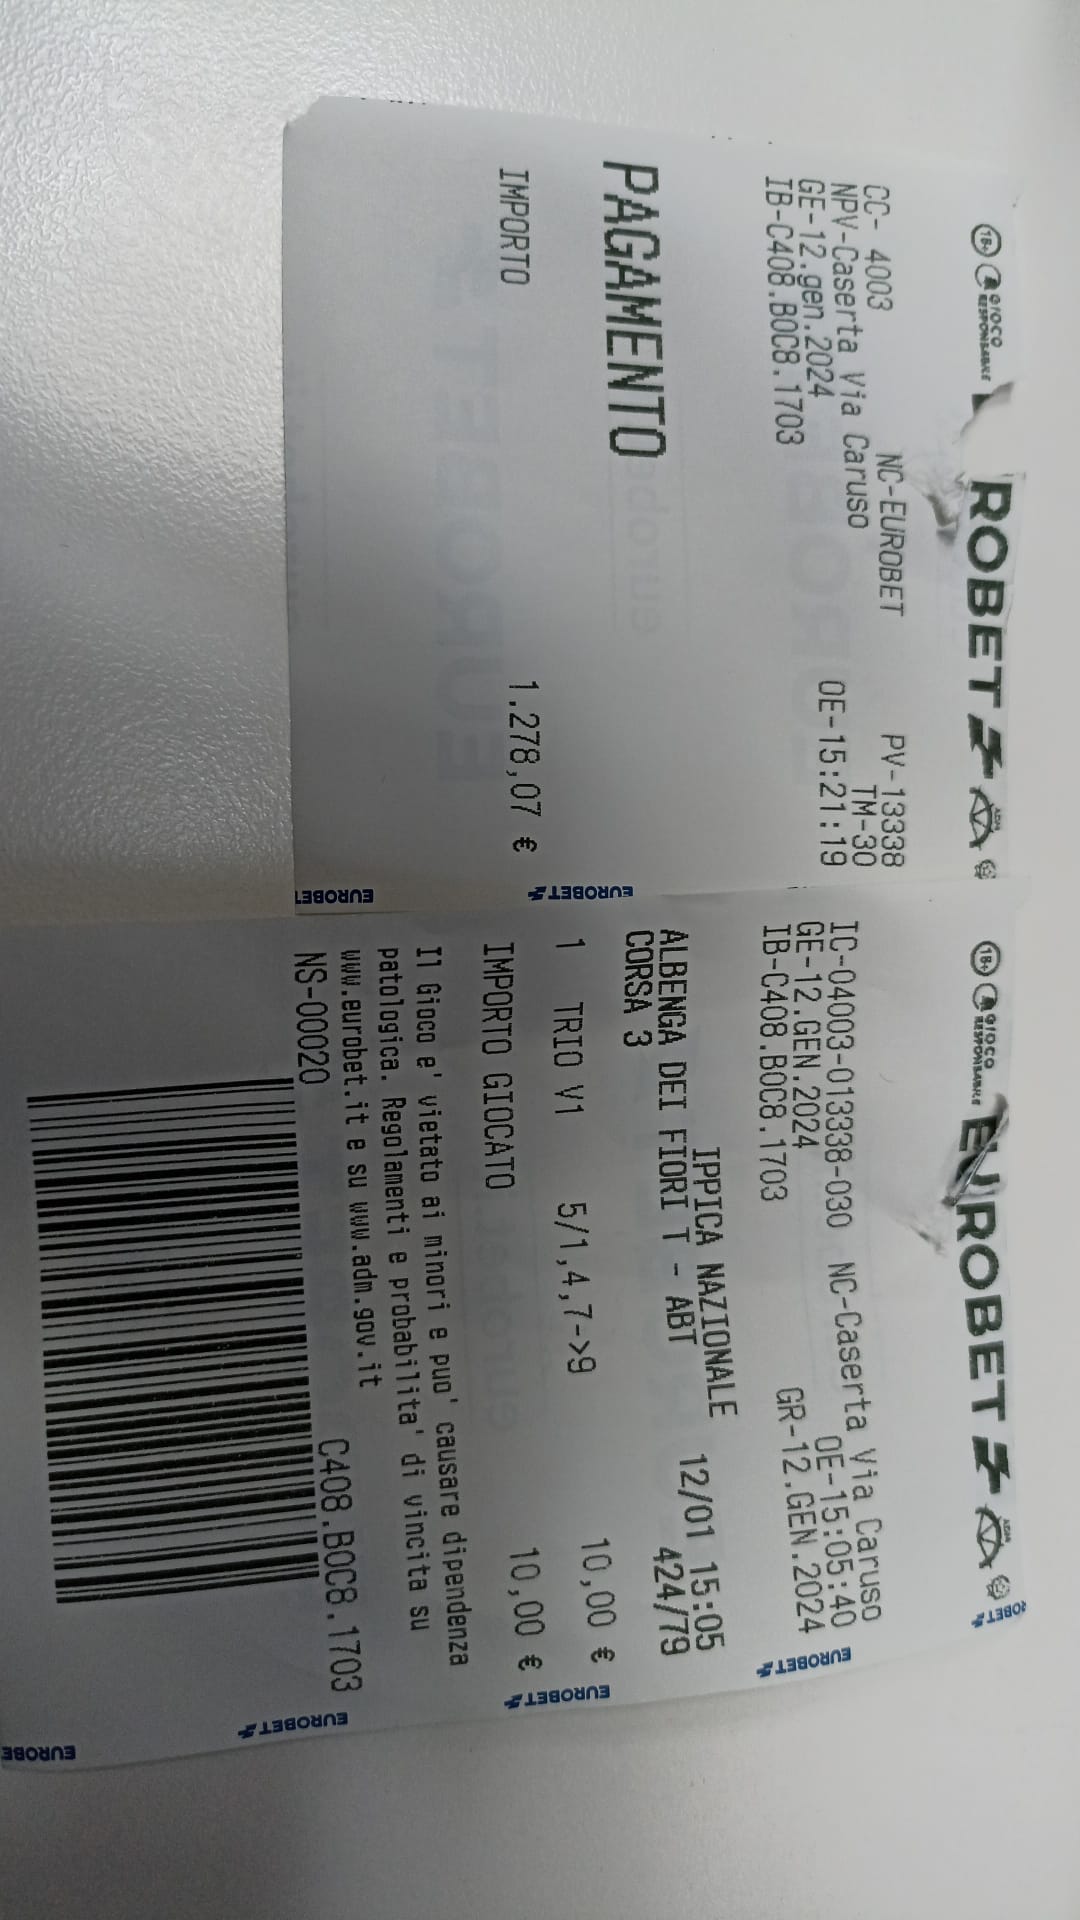 18+ GIOCO RESPONSABILE ROBET ADM
CC- 4003 NC-EUROBET PV-13338
NPV-Caserta Via Caruso TM-30
GE-12.gen.2024 OE-15:21:19
IB-C408.B0C8.1703
PAGAMENTO
IMPORTO 1.278,07 €
EUROBET
EUROBET
18+ GIOCO RESPONSABILE EUROBET ADM
IC-04003-013338-030 NC-Caserta Via Caruso
GE-12.GEN.2024 OE-15:05:40
IB-C408.B0C8.1703 GR-12.GEN.2024
IPPICA NAZIONALE 12/01 15:05
ALBENGA DEI FIORI T - ABT 424/79
CORSA 3
1 TRIO V1 5/1,4,7->9 10,00 €
IMPORTO GIOCATO 10,00 €
Il Gioco e' vietato ai minori e puo' causare dipendenza
patologica. Regolamenti e probabilita' di vincita su
www.eurobet.it e su www.adm.gov.it
NS-00020 C408.B0C8.1703
ROBET
EUROBET
EUROBET
EUROBET
EUROBE